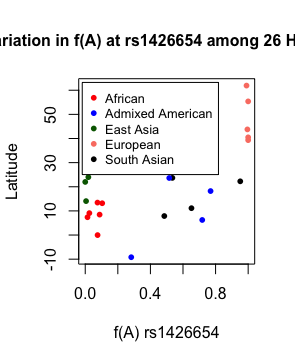 ariation in f(A) at rs1426654 among 26 H
African
Admixed American
East Asia
European
South Asian
Latitude
50
30
10
-10
0.0 0.4 0.8
f(A) rs1426654